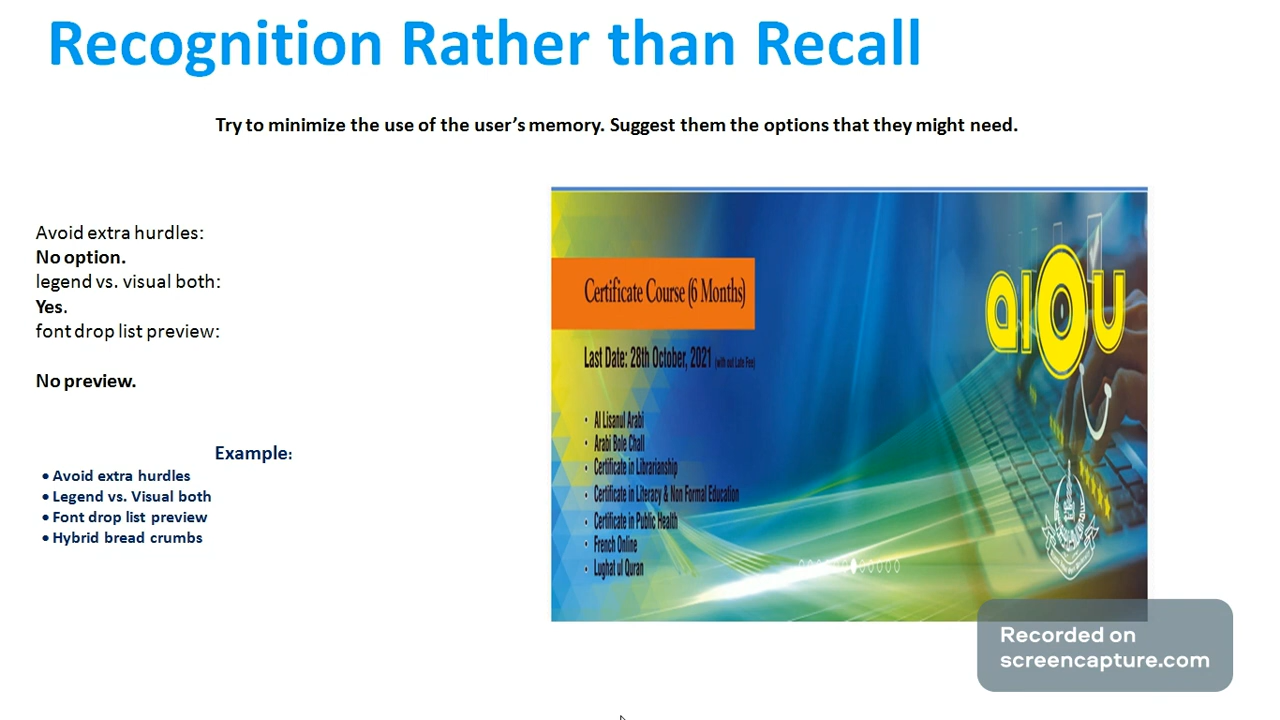 Recognition Rather than Recall
Try to minimize the use of the user's memory. Suggest them the options that they might need.
Avoid extra hurdles:
No option.
legend vs. visual both:
Yes.
font drop list preview:
No preview.
Example:
• Avoid extra hurdles
• Legend vs. Visual both
• Font drop list preview
• Hybrid bread crumbs
Certificate Course (6 Months)
Last Date: 28th October, 2021 (with out Late Fee)
• Al Lisanul Arabi
• Arabi Bole Chall
• Certificate in Librarianship
• Certificate in Literacy & Non Formal Education
• Certificate in Public Health
• French Online
• Lughat ul Quran
aiou
Recorded on
screencapture.com